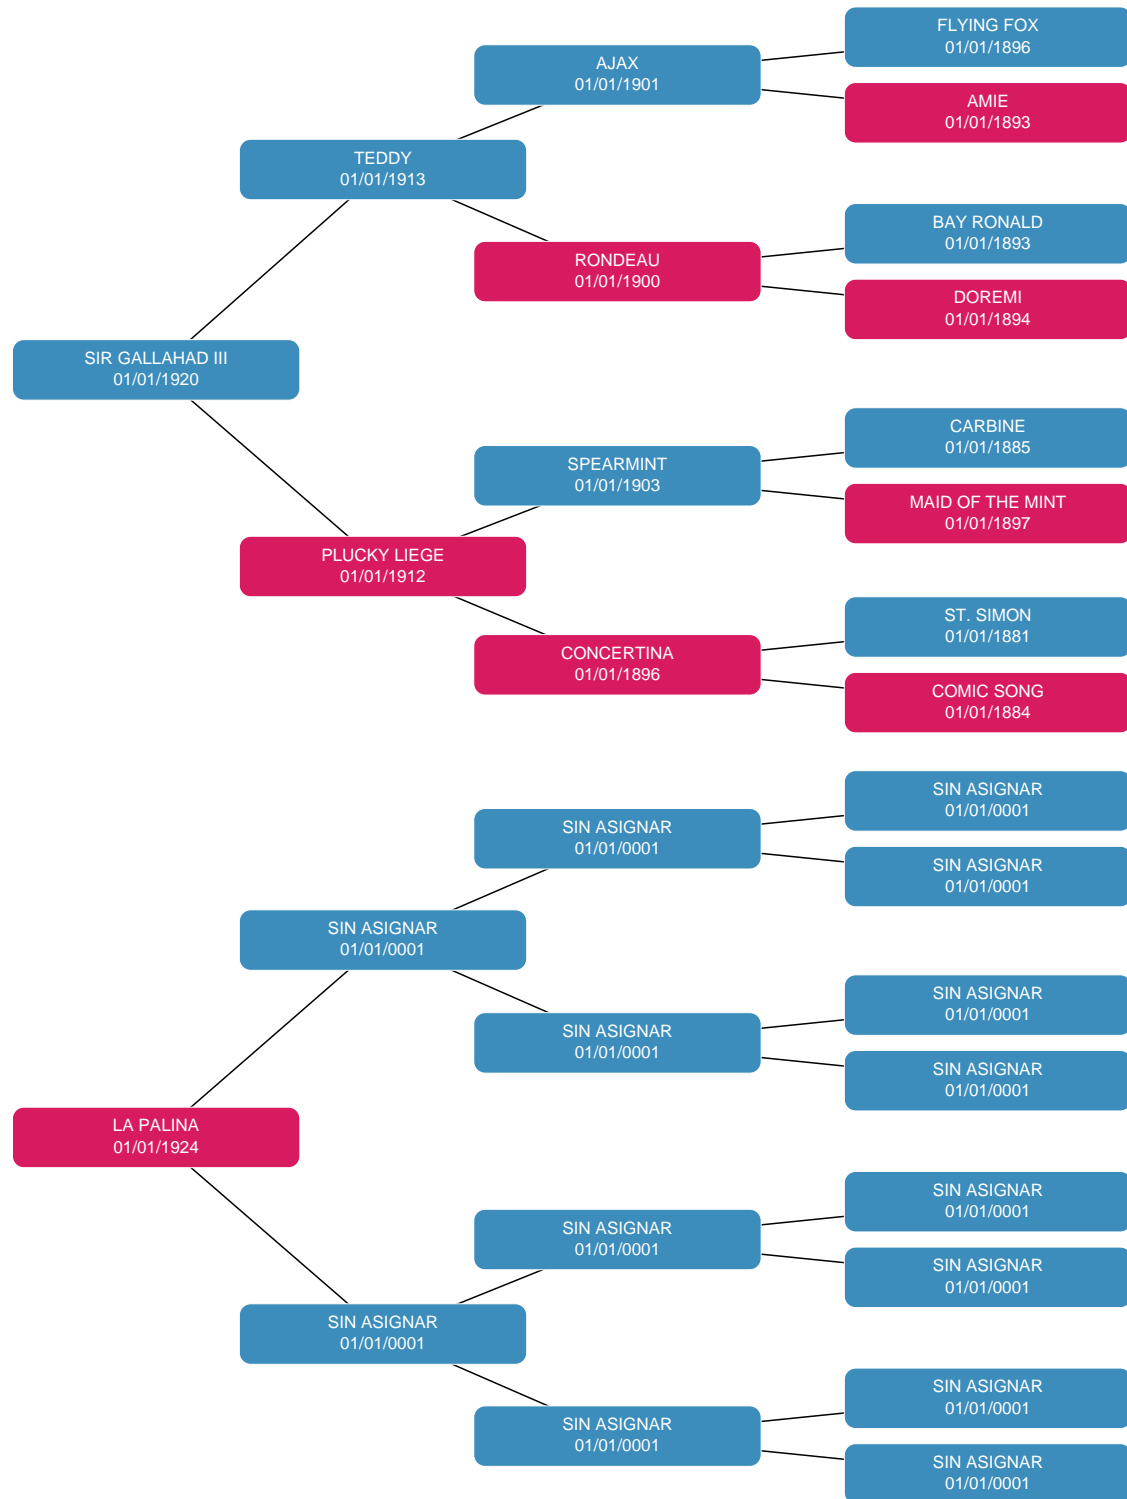 FLYING FOX
01/01/1896
AJAX
01/01/1901
AMIE
01/01/1893
TEDDY
01/01/1913
BAY RONALD
01/01/1893
RONDEAU
01/01/1900
DOREMI
01/01/1894
SIR GALLAHAD III
01/01/1920
CARBINE
01/01/1885
SPEARMINT
01/01/1903
MAID OF THE MINT
01/01/1897
PLUCKY LIEGE
01/01/1912
ST. SIMON
01/01/1881
CONCERTINA
01/01/1896
COMIC SONG
01/01/1884
SIN ASIGNAR
01/01/0001
SIN ASIGNAR
01/01/0001
SIN ASIGNAR
01/01/0001
SIN ASIGNAR
01/01/0001
SIN ASIGNAR
01/01/0001
SIN ASIGNAR
01/01/0001
SIN ASIGNAR
01/01/0001
LA PALINA
01/01/1924
SIN ASIGNAR
01/01/0001
SIN ASIGNAR
01/01/0001
SIN ASIGNAR
01/01/0001
SIN ASIGNAR
01/01/0001
SIN ASIGNAR
01/01/0001
SIN ASIGNAR
01/01/0001
SIN ASIGNAR
01/01/0001